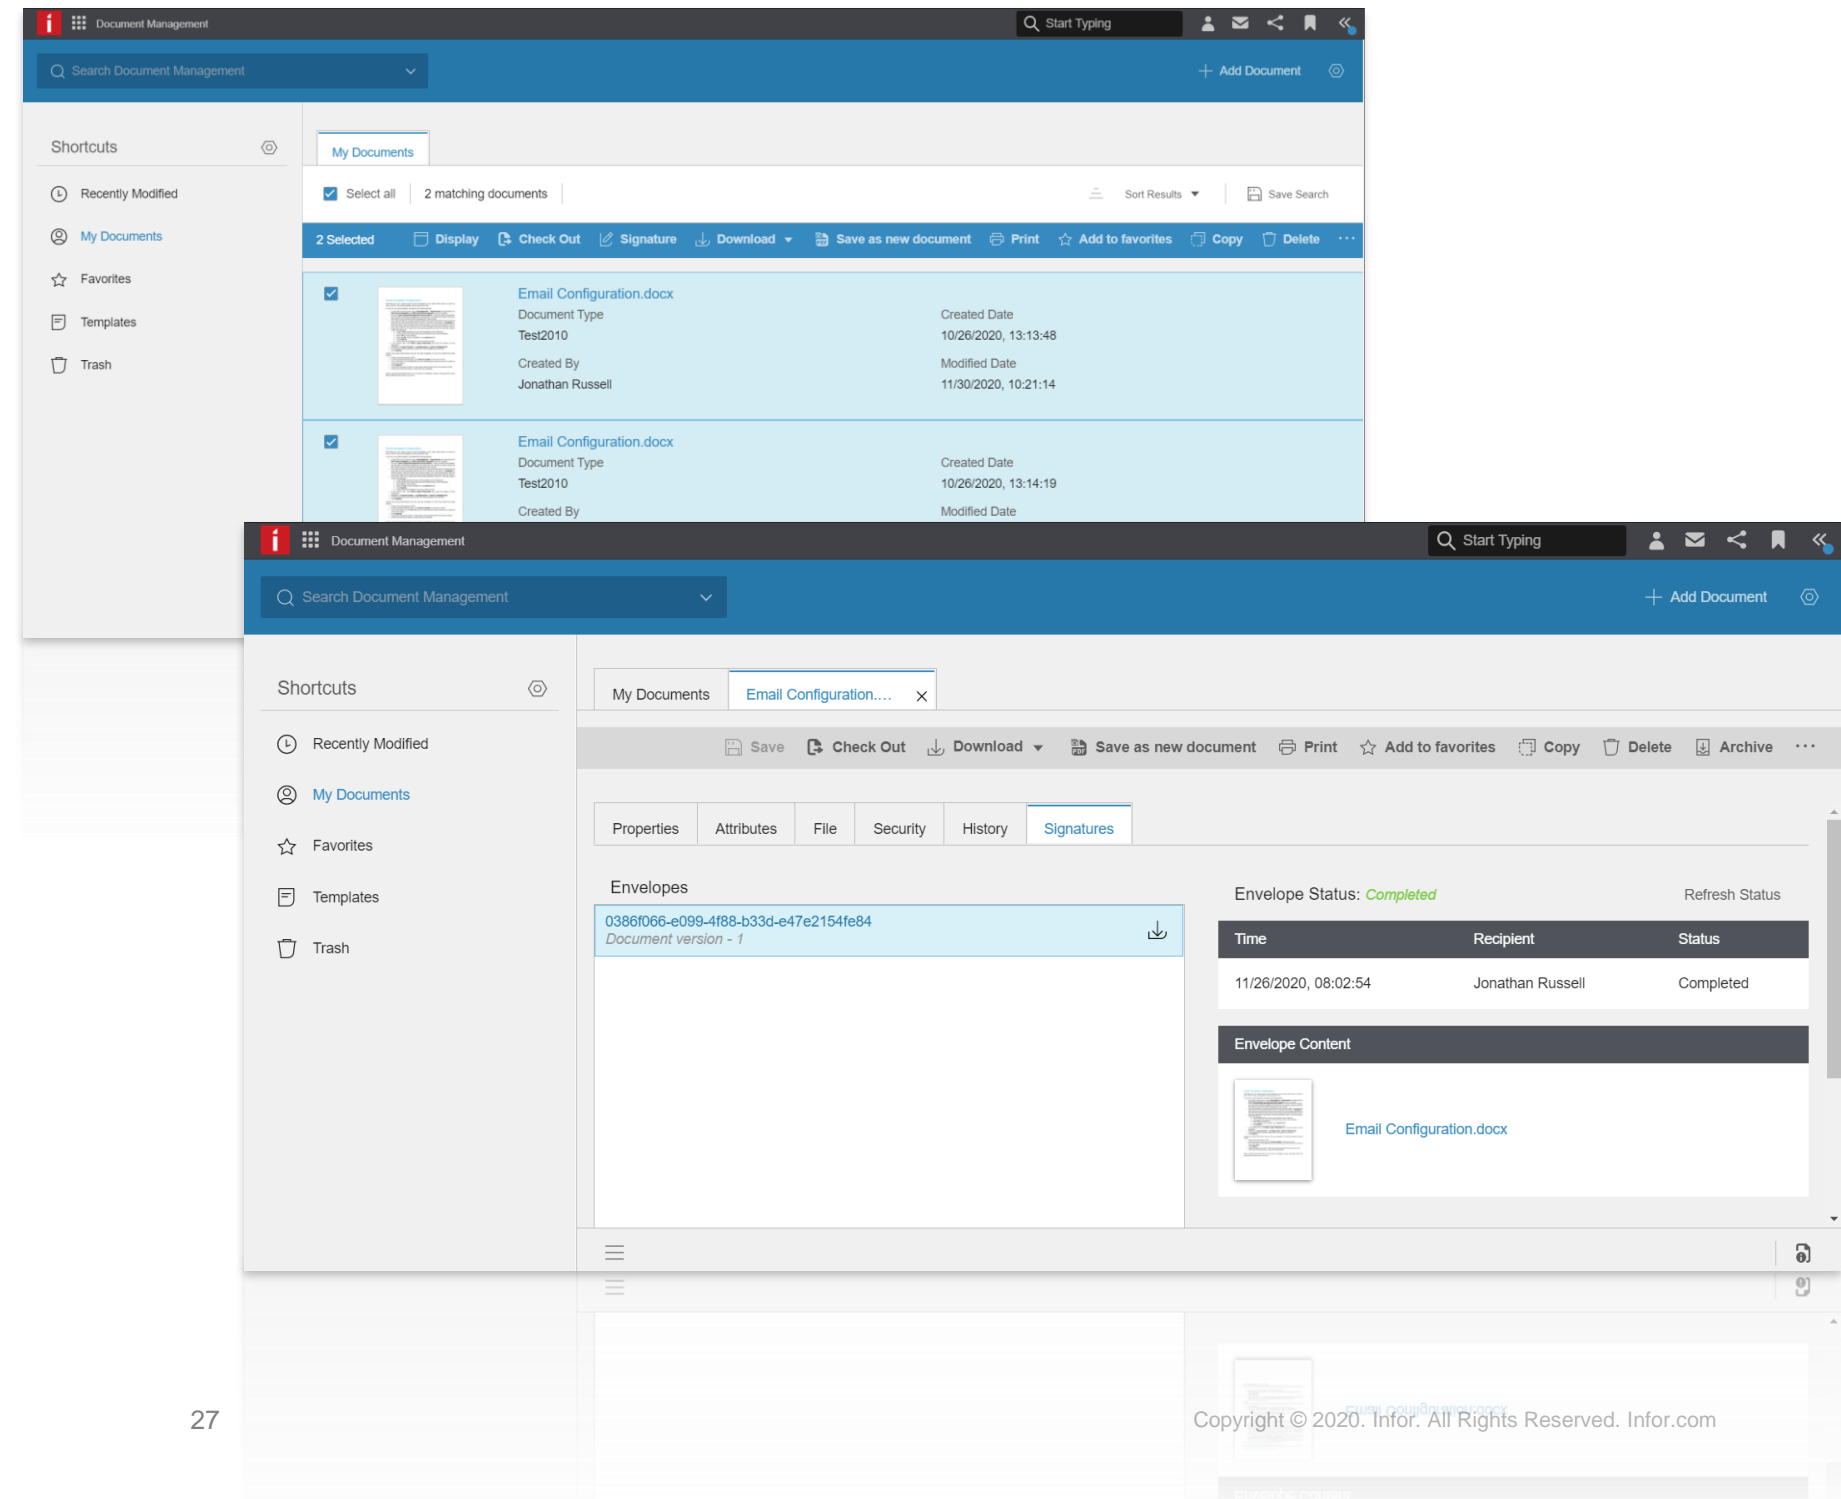 Document Management
Start Typing
Search Document Management
Add Document
Shortcuts
Recently Modified
My Documents
Favorites
Templates
Trash
My Documents
Select all
2 matching documents
Sort Results
Save Search
2 Selected
Display
Check Out
Signature
Download
Save as new document
Print
Add to favorites
Copy
Delete
Email Configuration.docx
Document Type
Test2010
Created By
Jonathan Russell
Created Date
10/26/2020, 13:13:48
Modified Date
11/30/2020, 10:21:14
Email Configuration.docx
Document Type
Test2010
Created By
Created Date
10/26/2020, 13:14:19
Modified Date
Document Management
Start Typing
Search Document Management
Add Document
Shortcuts
Recently Modified
My Documents
Favorites
Templates
Trash
My Documents
Email Configuration....
Save
Check Out
Download
Save as new document
Print
Add to favorites
Copy
Delete
Archive
Properties
Attributes
File
Security
History
Signatures
Envelopes
0386f066-e099-4f88-b33d-e47e2154fe84
Document version - 1
Envelope Status: Completed
Refresh Status
Time Recipient Status
11/26/2020, 08:02:54 Jonathan Russell Completed
Envelope Content
Email Configuration.docx
27
Copyright © 2020. Infor. All Rights Reserved. Infor.com